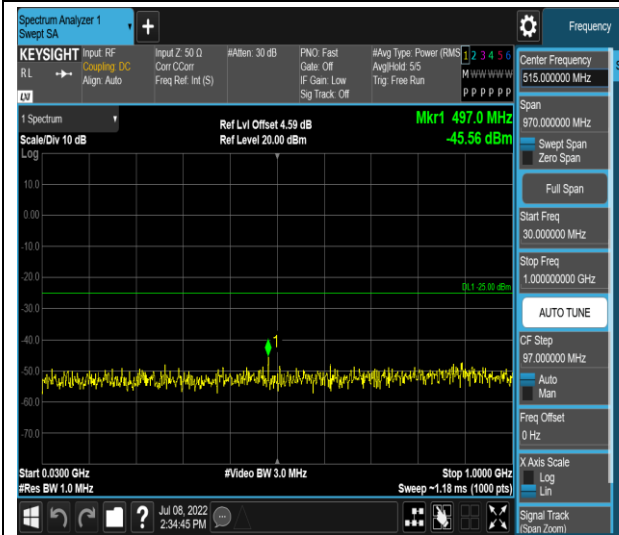 Spectrum Analyzer 1
Swept SA
+
Frequency
KEYSIGHT
RL
LXI
Input: RF
Coupling: DC
Align: Auto
Input Z: 50 Ω
Corr CCorr
Freq Ref: Int (S)
#Atten: 30 dB
PNO: Fast
Gate: Off
IF Gain: Low
Sig Track: Off
#Avg Type: Power (RMS
Avg|Hold: 5/5
Trig: Free Run
1 2 3 4 5 6
M W W W W W
P P P P P P
1 Spectrum
Scale/Div 10 dB
Log
Ref Lvl Offset 4.59 dB
Ref Level 20.00 dBm
Mkr1 497.0 MHz
-45.56 dBm
10.0
0.00
-10.0
-20.0
DL1 -25.00 dBm
-30.0
-40.0
1
-50.0
-60.0
-70.0
Start 0.0300 GHz
#Res BW 1.0 MHz
#Video BW 3.0 MHz
Stop 1.0000 GHz
Sweep ~1.18 ms (1000 pts)
?
Jul 08, 2022
2:34:45 PM
Center Frequency
515.000000 MHz
Span
970.000000 MHz
Swept Span
Zero Span
Full Span
Start Freq
30.000000 MHz
Stop Freq
1.000000000 GHz
AUTO TUNE
CF Step
97.000000 MHz
Auto
Man
Freq Offset
0 Hz
X Axis Scale
Log
Lin
Signal Track
(Span Zoom)
S